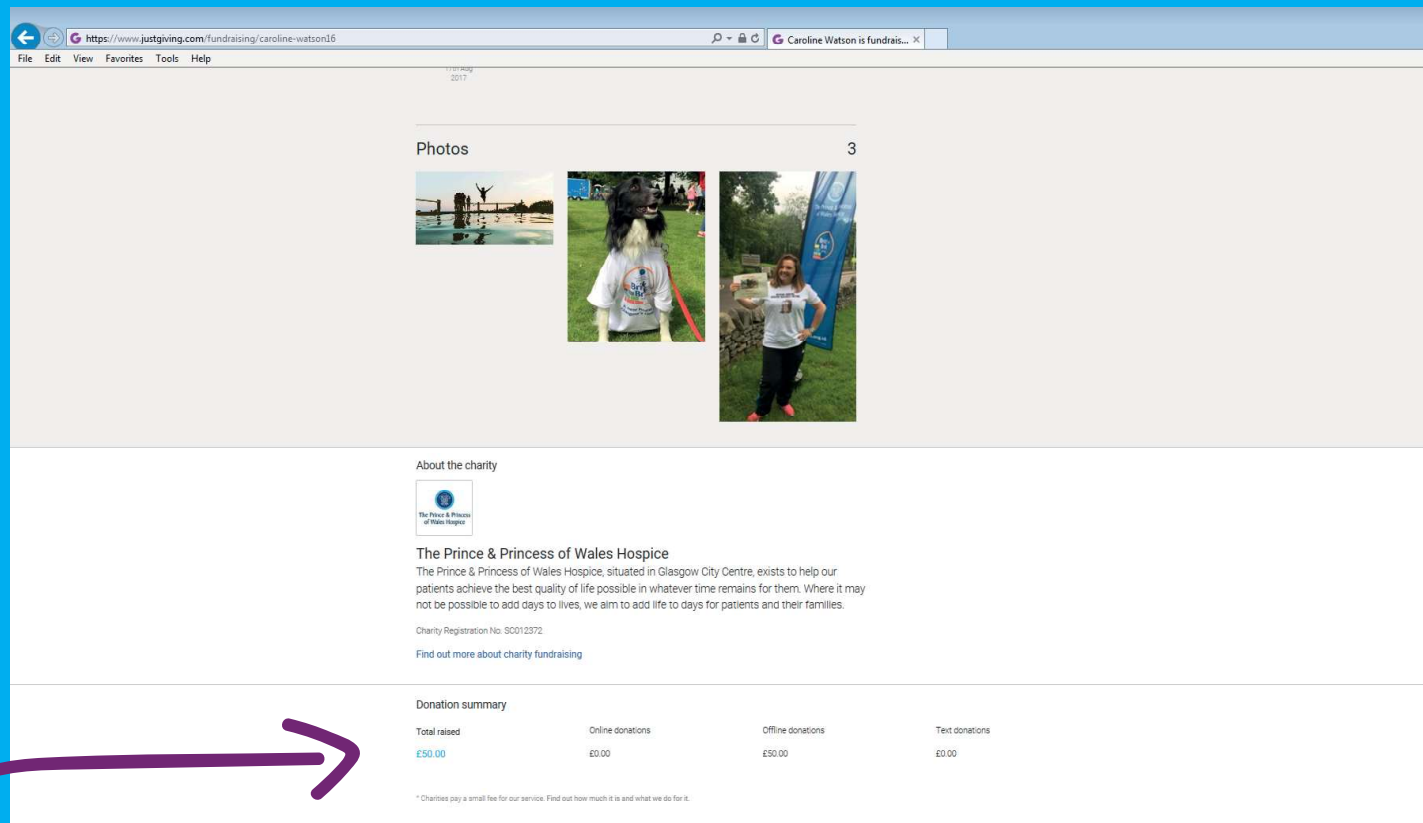 https://www.justgiving.com/fundraising/caroline-watson16
Caroline Watson is fundrais...
File Edit View Favorites Tools Help
2017
Photos 3
About the charity
The Prince & Princess
of Wales Hospice
The Prince & Princess of Wales Hospice
The Prince & Princess of Wales Hospice, situated in Glasgow City Centre, exists to help our
patients achieve the best quality of life possible in whatever time remains for them. Where it may
not be possible to add days to lives, we aim to add life to days for patients and their families.
Charity Registration No. SC012372
Find out more about charity fundraising
Donation summary
Total raised Online donations Offline donations Text donations
£50.00 £0.00 £50.00 £0.00
* Charities pay a small fee for our service. Find out how much it is and what we do for it.